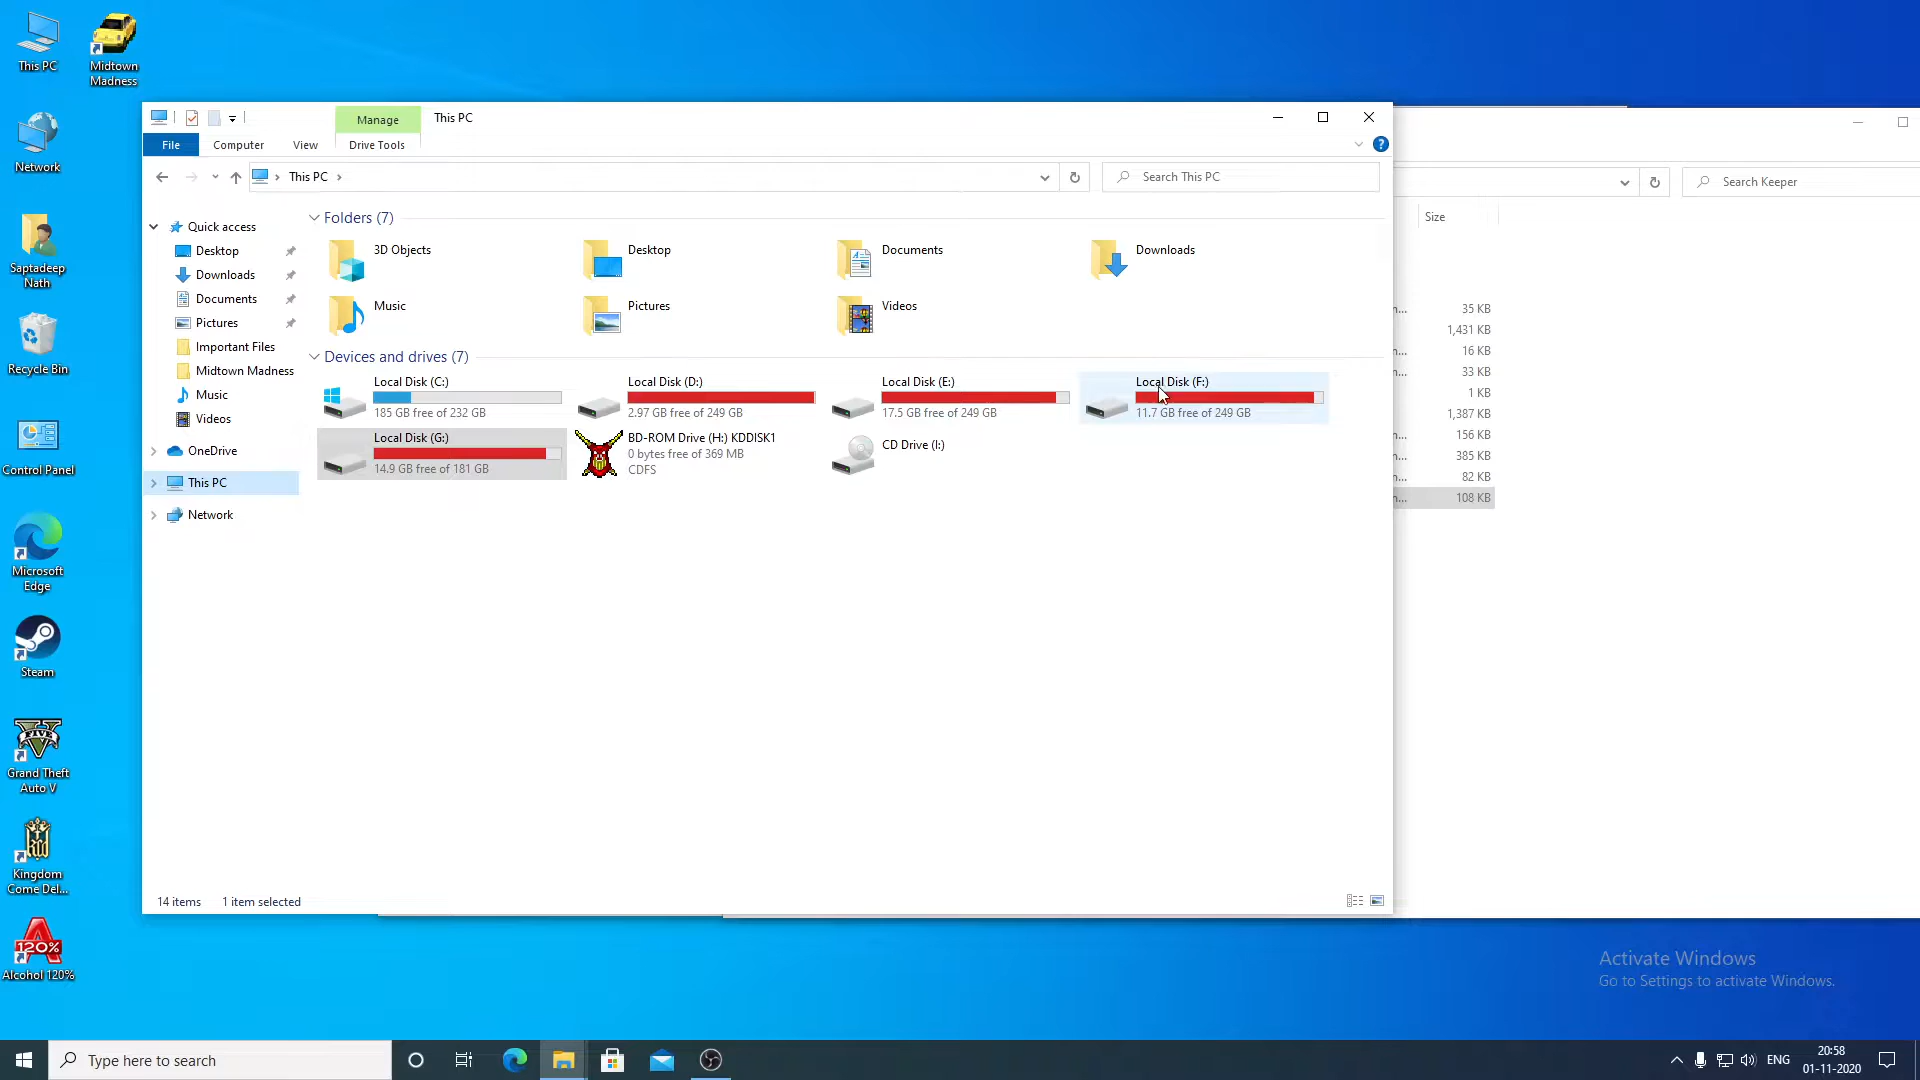 This PC
Midtown
Madness
Network
Saptadeep
Nath
Recycle Bin
Control Panel
Microsoft
Edge
Steam
Grand Theft
Auto V
Kingdom
Come Del...
120%
Alcohol 120%
Manage
This PC
File
Computer
View
Drive Tools
This PC
Search This PC
Quick access
Desktop
Downloads
Documents
Pictures
Important Files
Midtown Madness
Music
Videos
OneDrive
This PC
Network
Folders (7)
3D Objects
Desktop
Documents
Downloads
Music
Pictures
Videos
Devices and drives (7)
Local Disk (C:)
185 GB free of 232 GB
Local Disk (D:)
2.97 GB free of 249 GB
Local Disk (E:)
17.5 GB free of 249 GB
Local Disk (F:)
11.7 GB free of 249 GB
Local Disk (G:)
14.9 GB free of 181 GB
BD-ROM Drive (H:) KDDISK1
0 bytes free of 369 MB
CDFS
CD Drive (I:)
14 items
1 item selected
Search Keeper
Size
n... 35 KB
1,431 KB
n... 16 KB
n... 33 KB
n... 1 KB
n... 1,387 KB
n... 156 KB
n... 385 KB
n... 82 KB
n... 108 KB
Activate Windows
Go to Settings to activate Windows.
Type here to search
ENG
20:58
01-11-2020